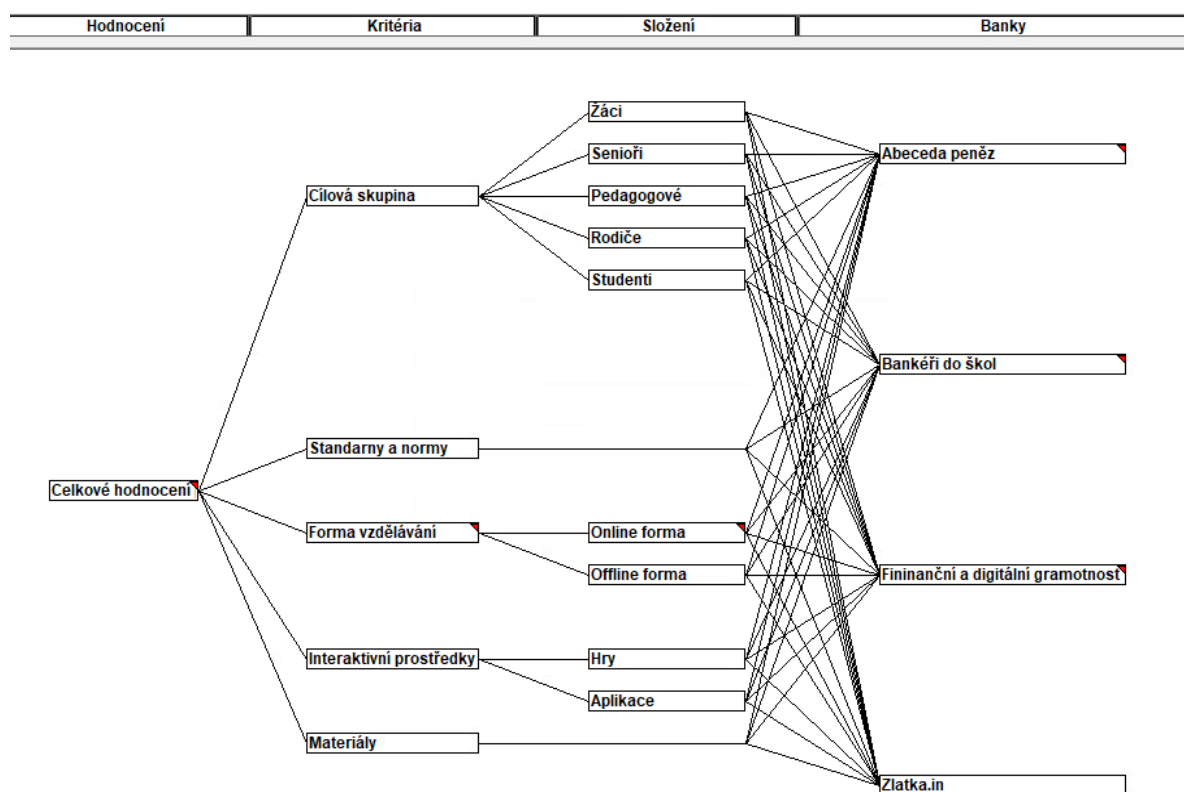 Hodnocení
Kritéria
Složení
Banky
Žáci
Senioři
Pedagogové
Rodiče
Studenti
Cílová skupina
Standarny a normy
Celkové hodnocení
Forma vzdělávání
Online forma
Offline forma
Interaktivní prostředky
Hry
Aplikace
Materiály
Abeceda peněz
Bankéři do škol
Fininanční a digitální gramotnost
Zlatka.in